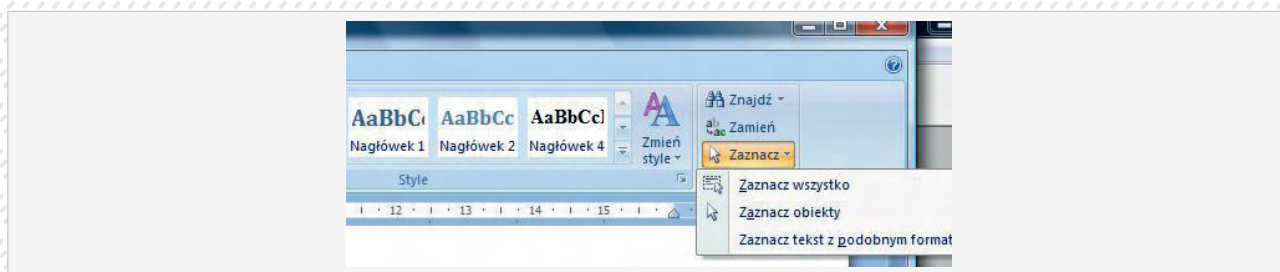 AaBbC AaBbCc AaBbCcl
Nagłówek 1 Nagłówek 2 Nagłówek 4
Zmień
style
Style
Znajdź
Zamień
Zaznacz
Zaznacz wszystko
Zaznacz obiekty
Zaznacz tekst z podobnym format
12 13 14 15